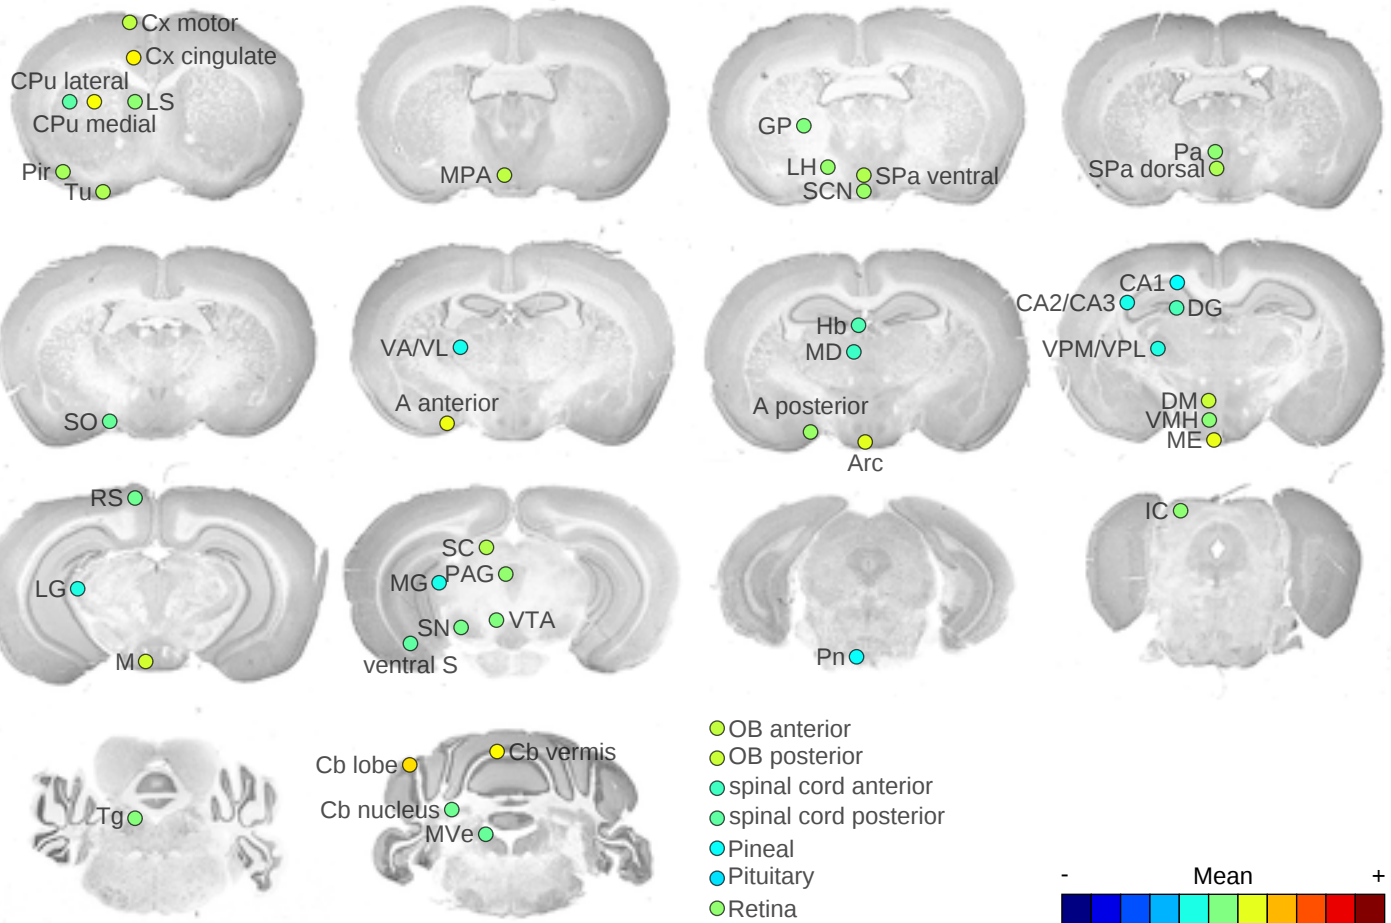 Cx motor
Cx cingulate
CPu lateral
LS
CPu medial
Pir
Tu
MPA
GP
LH
SPa ventral
SCN
Pa
SPa dorsal
SO
VA/VL
A anterior
Hb
MD
A posterior
Arc
CA1
CA2/CA3
DG
VPM/VPL
DM
VMH
ME
RS
LG
M
SC
MG
PAG
SN
VTA
ventral S
Pn
IC
Tg
Cb lobe
Cb vermis
Cb nucleus
MVe
OB anterior
OB posterior
spinal cord anterior
spinal cord posterior
Pineal
Pituitary
Retina
- Mean +